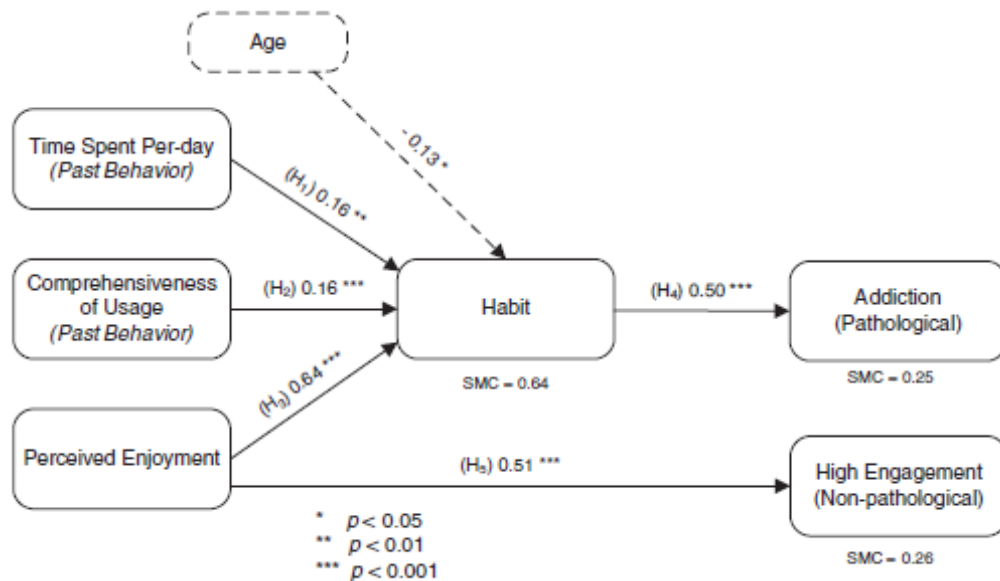 Age
- 0.13 *
Time Spent Per-day
(Past Behavior)
(H₁) 0.16 **
Comprehensiveness
of Usage
(Past Behavior)
(H₂) 0.16 ***
Habit
SMC = 0.64
(H₄) 0.50 ***
Addiction
(Pathological)
SMC = 0.25
(H₃) 0.64 ***
Perceived Enjoyment
(H₅) 0.51 ***
High Engagement
(Non-pathological)
SMC = 0.26
* p < 0.05
** p < 0.01
*** p < 0.001